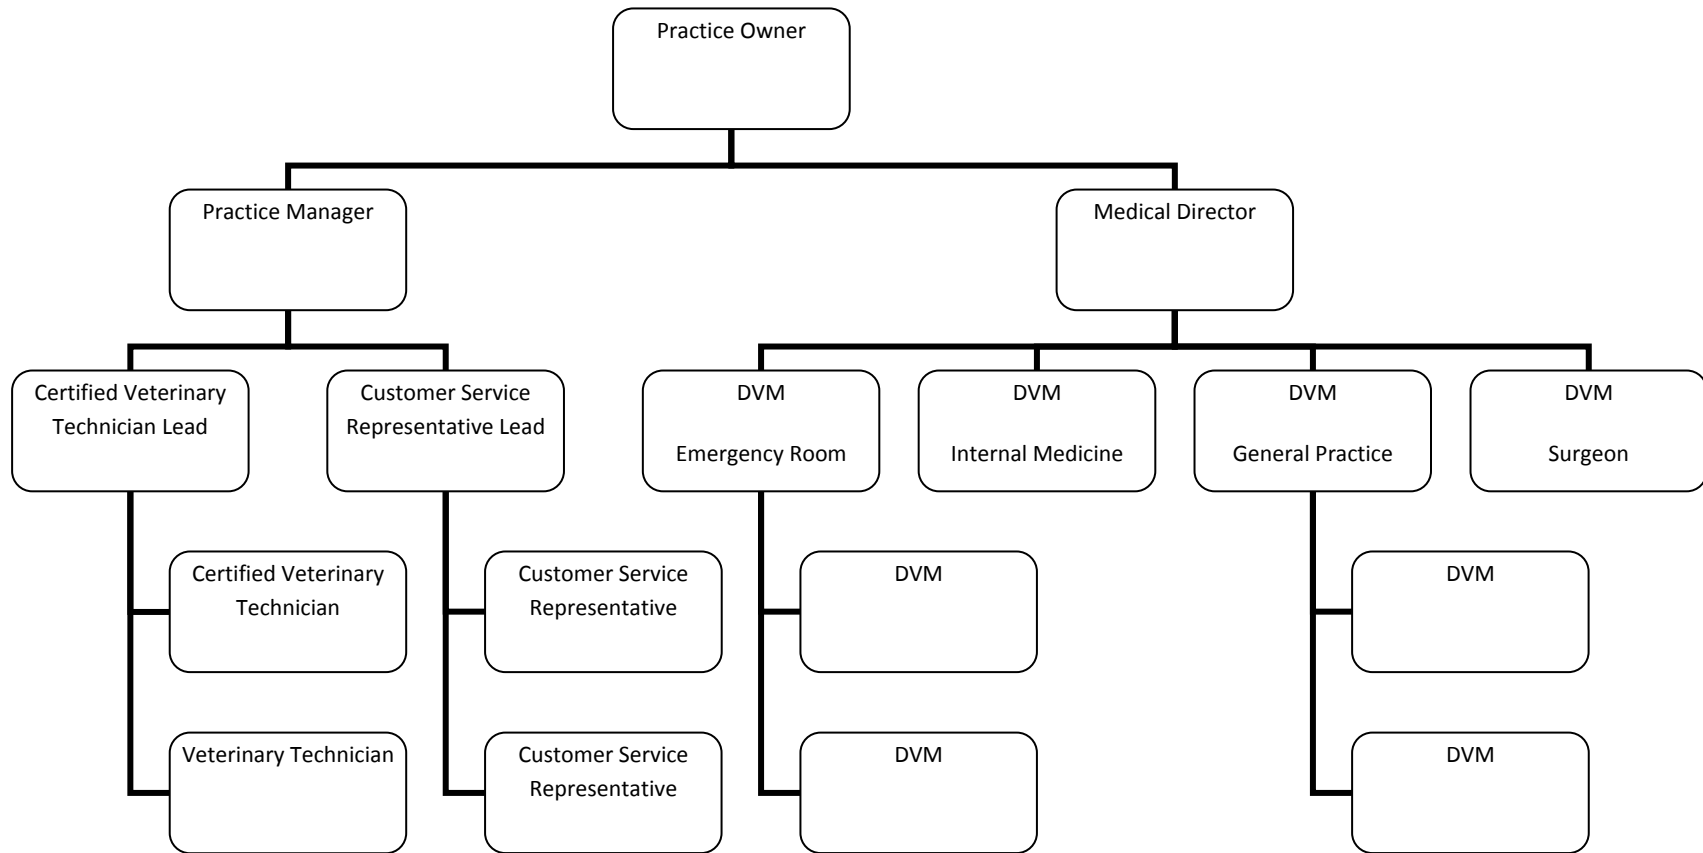 Practice Owner
Practice Manager
Medical Director
Certified Veterinary
Technician Lead
Customer Service
Representative Lead
DVM
Emergency Room
DVM
Internal Medicine
DVM
General Practice
DVM
Surgeon
Certified Veterinary
Technician
Customer Service
Representative
DVM
DVM
Veterinary Technician
Customer Service
Representative
DVM
DVM